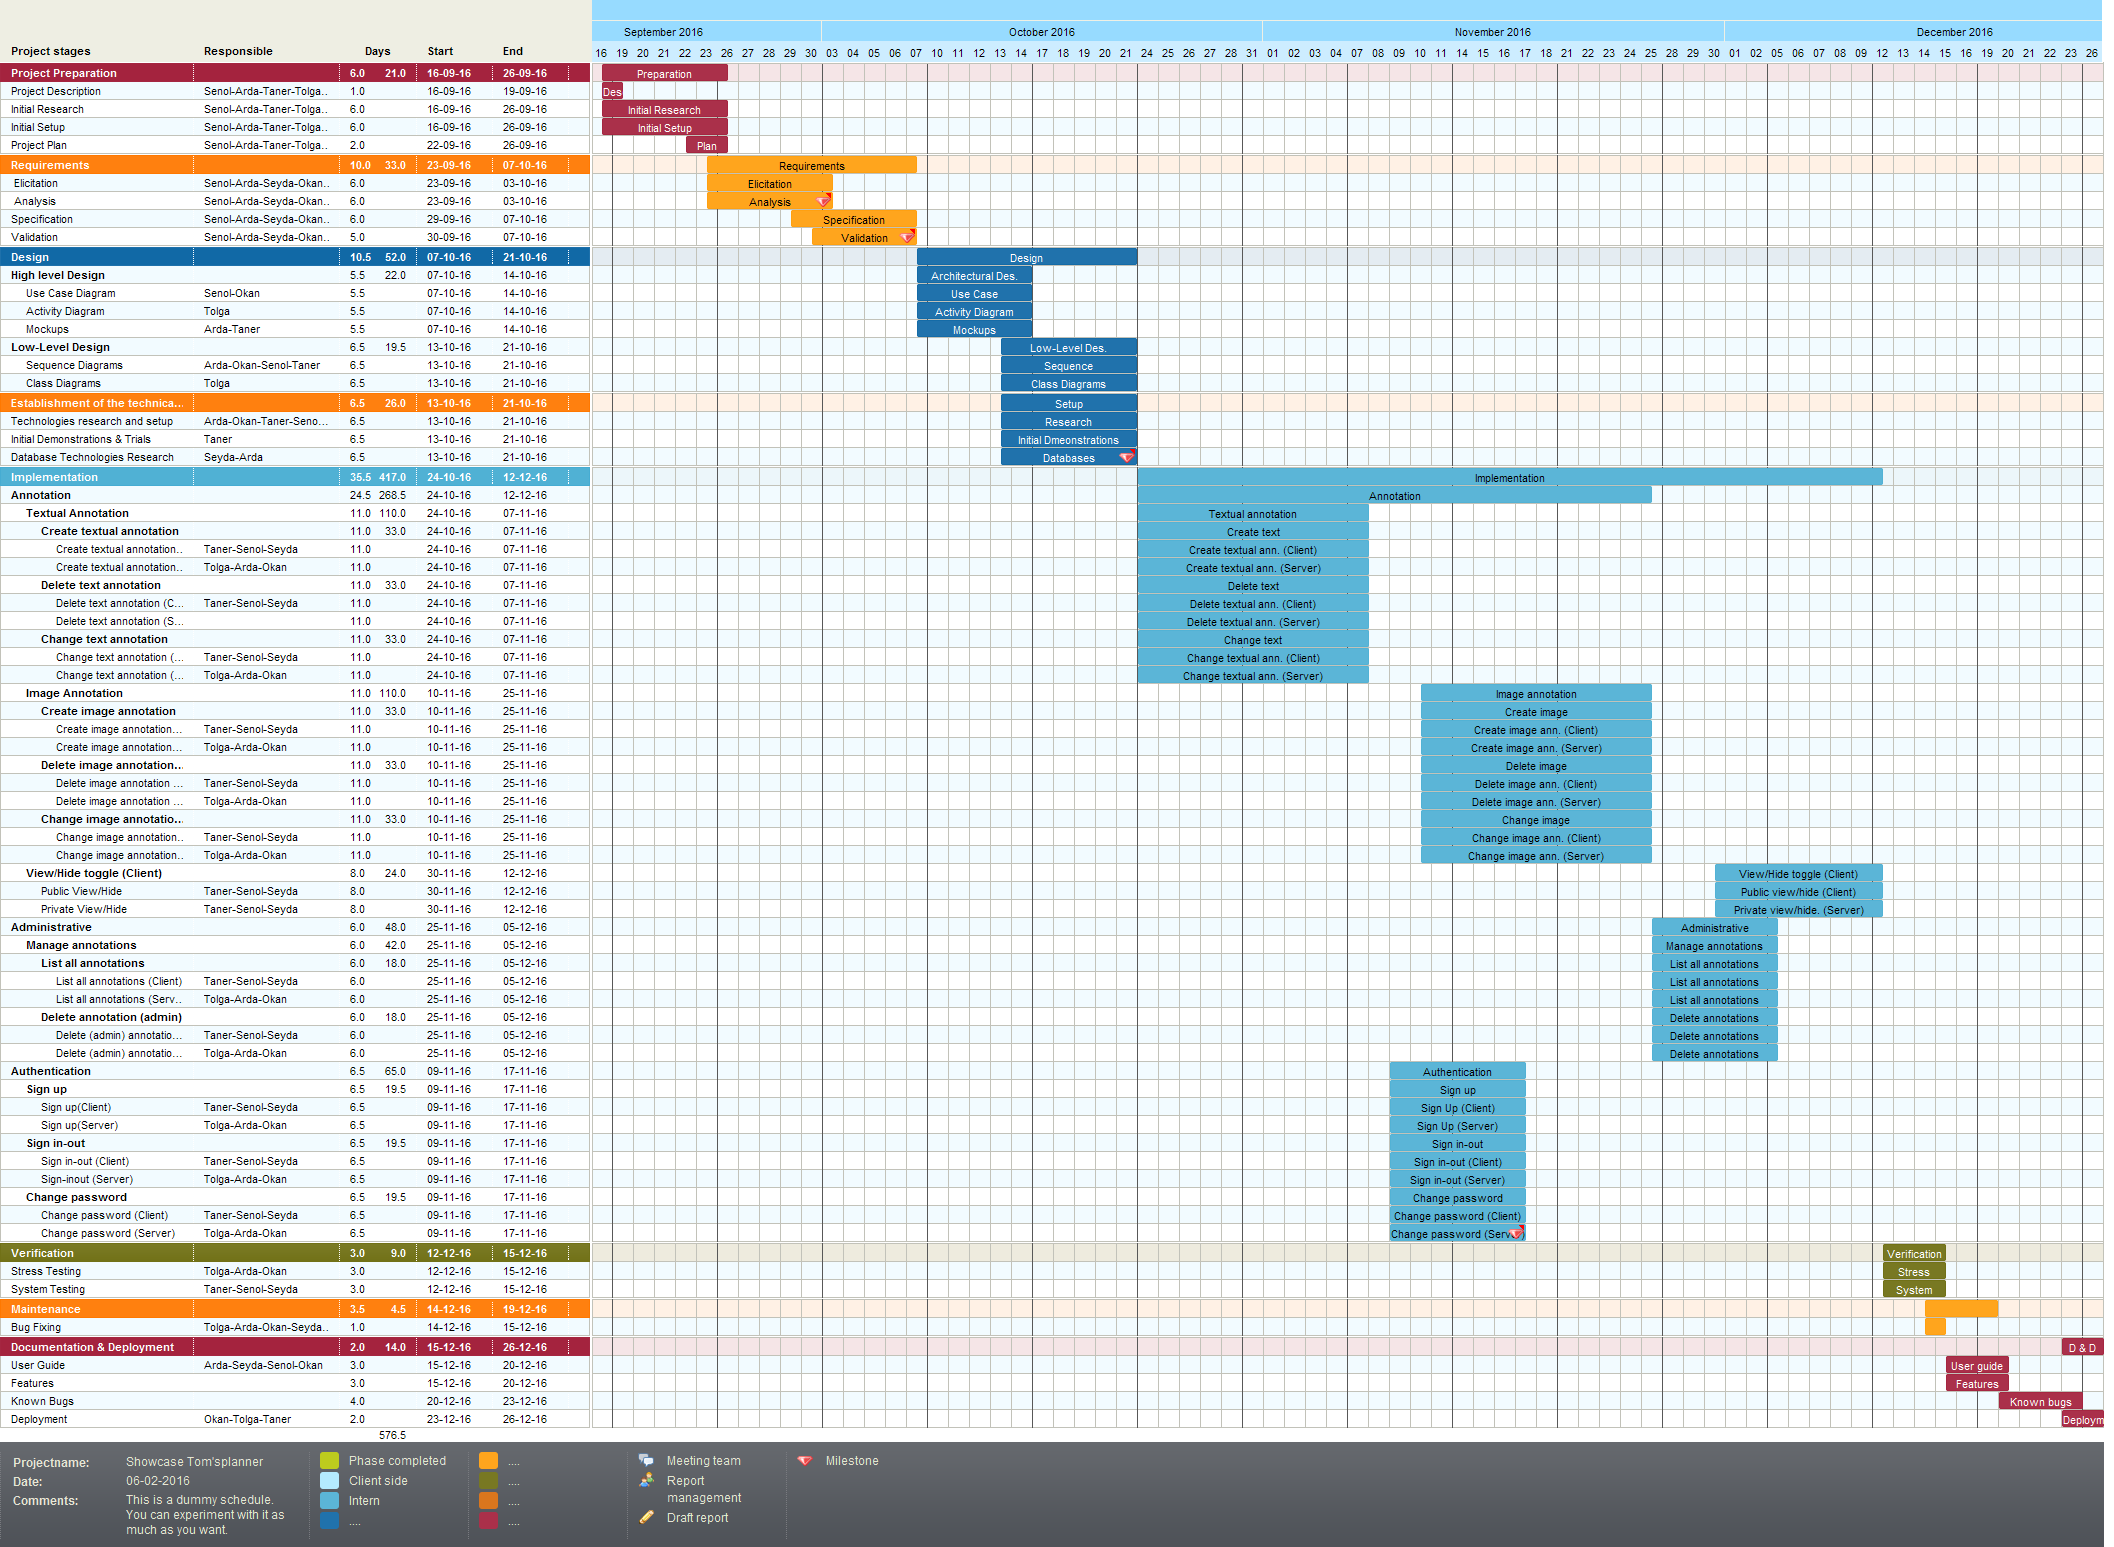 September 2016 October 2016 November 2016 December 2016
Project stages Responsible Days Start End 16 19 20 21 22 23 26 27 28 29 30 03 04 05 06 07 10 11 12 13 14 17 18 19 20 21 24 25 26 27 28 31 01 02 03 04 07 08 09 10 11 14 15 16 17 18 21 22 23 24 25 28 29 30 01 02 05 06 07 08 09 12 13 14 15 16 19 20 21 22 23 26
Project Preparation 6.0 21.0 16-09-16 26-09-16 Preparation
Project Description Senol-Arda-Taner-Tolga.. 1.0 16-09-16 19-09-16 Des
Initial Research Senol-Arda-Taner-Tolga.. 6.0 16-09-16 26-09-16 Initial Research
Initial Setup Senol-Arda-Taner-Tolga.. 6.0 16-09-16 26-09-16 Initial Setup
Project Plan Senol-Arda-Taner-Tolga.. 2.0 22-09-16 26-09-16 Plan
Requirements 10.0 33.0 23-09-16 07-10-16 Requirements
Elicitation Senol-Arda-Seyda-Okan.. 6.0 23-09-16 03-10-16 Elicitation
Analysis Senol-Arda-Seyda-Okan.. 6.0 23-09-16 03-10-16 Analysis
Specification Senol-Arda-Seyda-Okan.. 6.0 29-09-16 07-10-16 Specification
Validation Senol-Arda-Seyda-Okan.. 5.0 30-09-16 07-10-16 Validation
Design 10.5 52.0 07-10-16 21-10-16 Design
High level Design 5.5 22.0 07-10-16 14-10-16 Architectural Des.
Use Case Diagram Senol-Okan 5.5 07-10-16 14-10-16 Use Case
Activity Diagram Tolga 5.5 07-10-16 14-10-16 Activity Diagram
Mockups Arda-Taner 5.5 07-10-16 14-10-16 Mockups
Low-Level Design 6.5 19.5 13-10-16 21-10-16 Low-Level Des.
Sequence Diagrams Arda-Okan-Senol-Taner 6.5 13-10-16 21-10-16 Sequence
Class Diagrams Tolga 6.5 13-10-16 21-10-16 Class Diagrams
Establishment of the technica... 6.5 26.0 13-10-16 21-10-16 Setup
Technologies research and setup Arda-Okan-Taner-Seno... 6.5 13-10-16 21-10-16 Research
Initial Demonstrations & Trials Taner 6.5 13-10-16 21-10-16 Initial Dmeonstrations
Database Technologies Research Seyda-Arda 6.5 13-10-16 21-10-16 Databases
Implementation 35.5 417.0 24-10-16 12-12-16 Implementation
Annotation 24.5 268.5 24-10-16 12-12-16 Annotation
Textual Annotation 11.0 110.0 24-10-16 07-11-16 Textual annotation
Create textual annotation 11.0 33.0 24-10-16 07-11-16 Create text
Create textual annotation.. Taner-Senol-Seyda 11.0 24-10-16 07-11-16 Create textual ann. (Client)
Create textual annotation.. Tolga-Arda-Okan 11.0 24-10-16 07-11-16 Create textual ann. (Server)
Delete text annotation 11.0 33.0 24-10-16 07-11-16 Delete text
Delete text annotation (C... Taner-Senol-Seyda 11.0 24-10-16 07-11-16 Delete textual ann. (Client)
Delete text annotation (S... 11.0 24-10-16 07-11-16 Delete textual ann. (Server)
Change text annotation 11.0 33.0 24-10-16 07-11-16 Change text
Change text annotation (... Taner-Senol-Seyda 11.0 24-10-16 07-11-16 Change textual ann. (Client)
Change text annotation (... Tolga-Arda-Okan 11.0 24-10-16 07-11-16 Change textual ann. (Server)
Image Annotation 11.0 110.0 10-11-16 25-11-16 Image annotation
Create image annotation 11.0 33.0 10-11-16 25-11-16 Create image
Create image annotation... Taner-Senol-Seyda 11.0 10-11-16 25-11-16 Create image ann. (Client)
Create image annotation... Tolga-Arda-Okan 11.0 10-11-16 25-11-16 Create image ann. (Server)
Delete image annotation... 11.0 33.0 10-11-16 25-11-16 Delete image
Delete image annotation ... Taner-Senol-Seyda 11.0 10-11-16 25-11-16 Delete image ann. (Client)
Delete image annotation ... Tolga-Arda-Okan 11.0 10-11-16 25-11-16 Delete image ann. (Server)
Change image annotatio... 11.0 33.0 10-11-16 25-11-16 Change image
Change image annotation.. Taner-Senol-Seyda 11.0 10-11-16 25-11-16 Change image ann. (Client)
Change image annotation.. Tolga-Arda-Okan 11.0 10-11-16 25-11-16 Change image ann. (Server)
View/Hide toggle (Client) 8.0 24.0 30-11-16 12-12-16 View/Hide toggle (Client)
Public View/Hide Taner-Senol-Seyda 8.0 30-11-16 12-12-16 Public view/hide (Client)
Private View/Hide Taner-Senol-Seyda 8.0 30-11-16 12-12-16 Private view/hide. (Server)
Administrative 6.0 48.0 25-11-16 05-12-16 Administrative
Manage annotations 6.0 42.0 25-11-16 05-12-16 Manage annotations
List all annotations 6.0 18.0 25-11-16 05-12-16 List all annotations
List all annotations (Client) Taner-Senol-Seyda 6.0 25-11-16 05-12-16 List all annotations
List all annotations (Serv.. Tolga-Arda-Okan 6.0 25-11-16 05-12-16 List all annotations
Delete annotation (admin) 6.0 18.0 25-11-16 05-12-16 Delete annotations
Delete (admin) annotatio... Taner-Senol-Seyda 6.0 25-11-16 05-12-16 Delete annotations
Delete (admin) annotatio... Tolga-Arda-Okan 6.0 25-11-16 05-12-16 Delete annotations
Authentication 6.5 65.0 09-11-16 17-11-16 Authentication
Sign up 6.5 19.5 09-11-16 17-11-16 Sign up
Sign up(Client) Taner-Senol-Seyda 6.5 09-11-16 17-11-16 Sign Up (Client)
Sign up(Server) Tolga-Arda-Okan 6.5 09-11-16 17-11-16 Sign Up (Server)
Sign in-out 6.5 19.5 09-11-16 17-11-16 Sign in-out
Sign in-out (Client) Taner-Senol-Seyda 6.5 09-11-16 17-11-16 Sign in-out (Client)
Sign-inout (Server) Tolga-Arda-Okan 6.5 09-11-16 17-11-16 Sign in-out (Server)
Change password 6.5 19.5 09-11-16 17-11-16 Change password
Change password (Client) Taner-Senol-Seyda 6.5 09-11-16 17-11-16 Change password (Client)
Change password (Server) Tolga-Arda-Okan 6.5 09-11-16 17-11-16 Change password (Server)
Verification 3.0 9.0 12-12-16 15-12-16 Verification
Stress Testing Tolga-Arda-Okan 3.0 12-12-16 15-12-16 Stress
System Testing Taner-Senol-Seyda 3.0 12-12-16 15-12-16 System
Maintenance 3.5 4.5 14-12-16 19-12-16
Bug Fixing Tolga-Arda-Okan-Seyda.. 1.0 14-12-16 15-12-16
Documentation & Deployment 2.0 14.0 15-12-16 26-12-16 D & D
User Guide Arda-Seyda-Senol-Okan 3.0 15-12-16 20-12-16 User guide
Features 3.0 15-12-16 20-12-16 Features
Known Bugs 4.0 20-12-16 23-12-16 Known bugs
Deployment Okan-Tolga-Taner 2.0 23-12-16 26-12-16 Deploym
576.5
Projectname: Showcase Tom'splanner
Date: 06-02-2016
Comments: This is a dummy schedule.
You can experiment with it as
much as you want.
Phase completed
Client side
Intern
....
....
....
....
....
Meeting team
Report
management
Draft report
Milestone